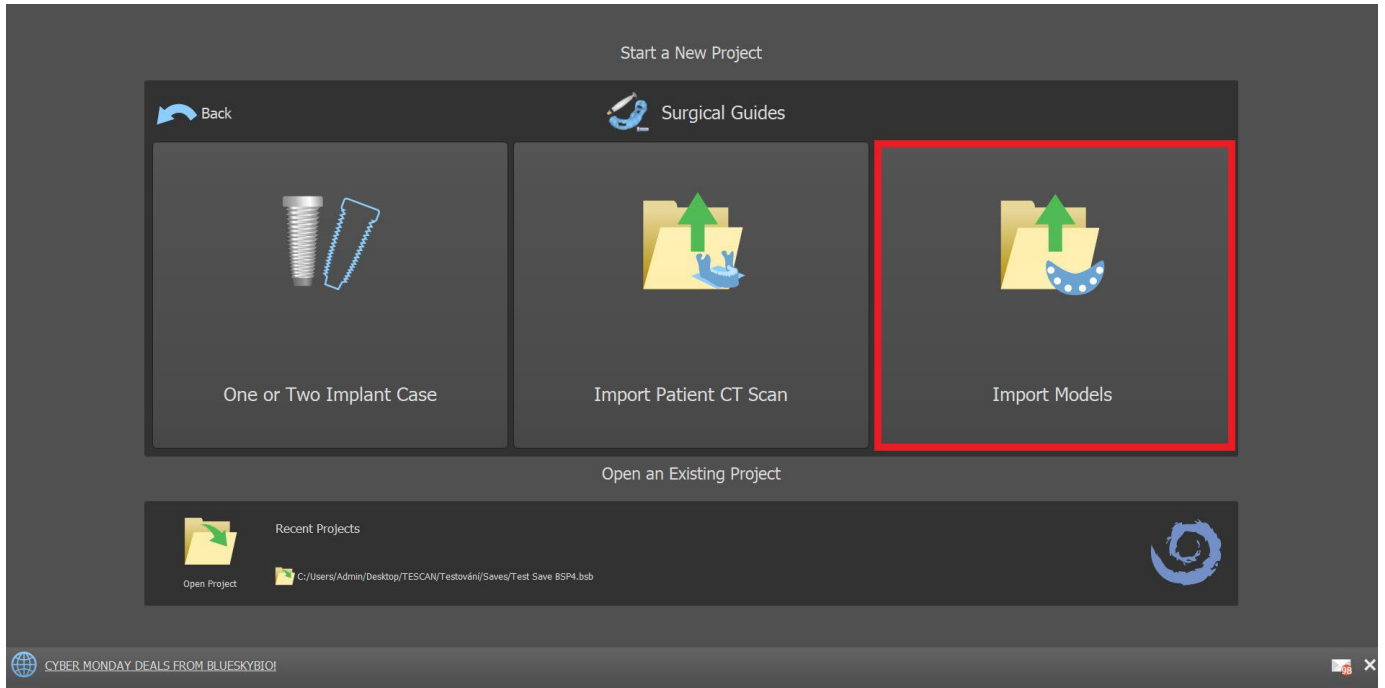 Start a New Project
Back
Surgical Guides
One or Two Implant Case
Import Patient CT Scan
Import Models
Open an Existing Project
Recent Projects
Open Project
C:/Users/Admin/Desktop/TESCAN/Testování/Saves/Test Save BSP4.bsb
CYBER MONDAY DEALS FROM BLUESKYBIO!
98